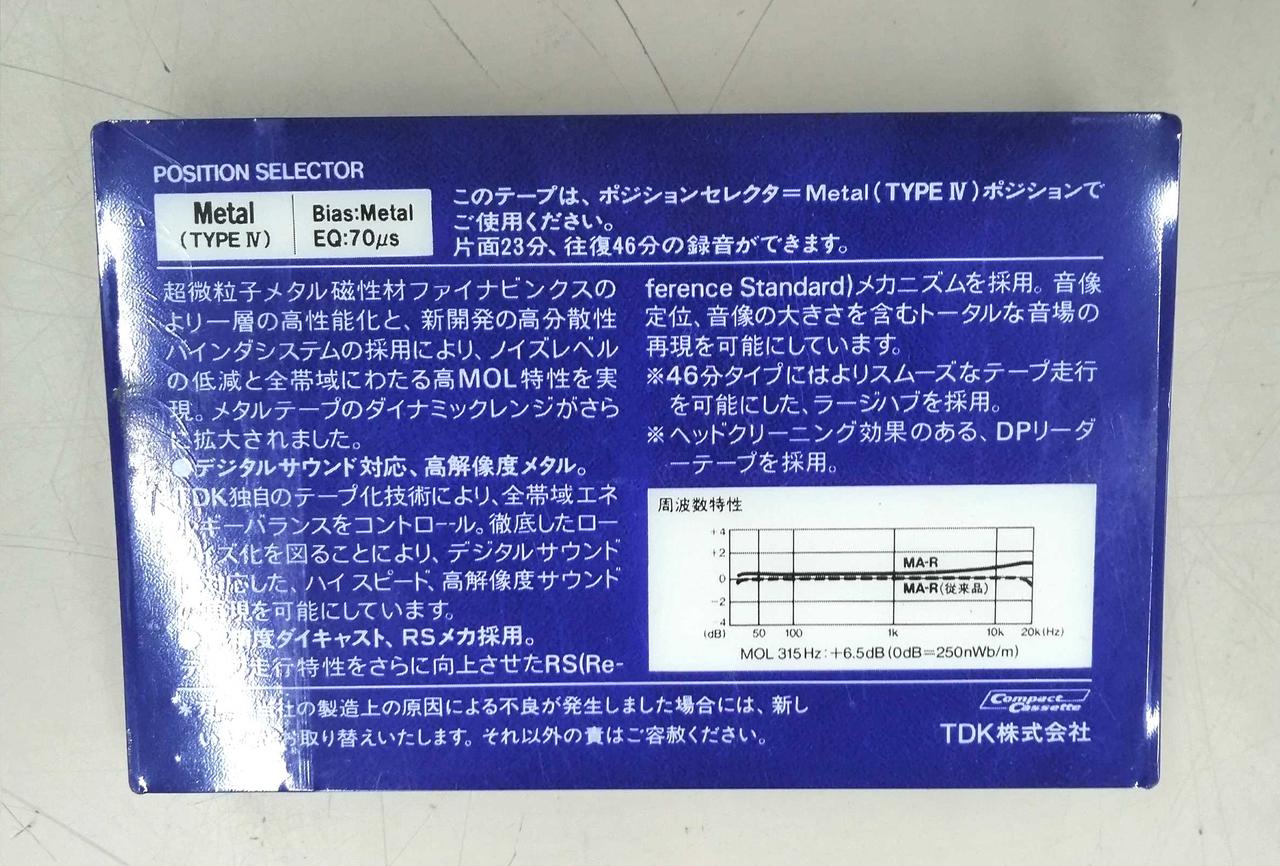 POSITION SELECTOR
Metal
(TYPE Ⅳ)
Bias:Metal
EQ:70μs
このテープは、ポジションセレクタ=Metal(TYPE Ⅳ)ポジションで
ご使用ください。
片面23分、往復46分の録音ができます。
超微粒子メタル磁性材ファイナビンクスの
より一層の高性能化と、新開発の高分散性
バインダシステムの採用により、ノイズレベル
の低減と全帯域にわたる高MOL特性を実
現。メタルテープのダイナミックレンジがさら
に拡大されました。
●デジタルサウンド対応、高解像度メタル。
TDK独自のテープ化技術により、全帯域エネ
ルギーバランスをコントロール。徹底したロー
イズ化を図ることにより、デジタルサウンド
対応した、ハイスピード、高解像度サウンド
再現を可能にしています。
●精度ダイキャスト、RSメカ採用。
走行特性をさらに向上させたRS(Re-
ference Standard)メカニズムを採用。音像
定位、音像の大きさを含むトータルな音場の
再現を可能にしています。
※46分タイプにはよりスムーズなテープ走行
を可能にした、ラージハブを採用。
※ヘッドクリーニング効果のある、DPリーダ
ーテープを採用。
周波数特性
+4
+2
0
-2
-4
(dB) 50 100 1k 10k 20k(Hz)
MA-R
MA-R(従来品)
MOL 315Hz:+6.5dB(0dB=250nWb/m)
社の製造上の原因による不良が発生しました場合には、新し
お取り替えいたします。それ以外の責はご容赦ください。
Compact
Cassette
TDK株式会社